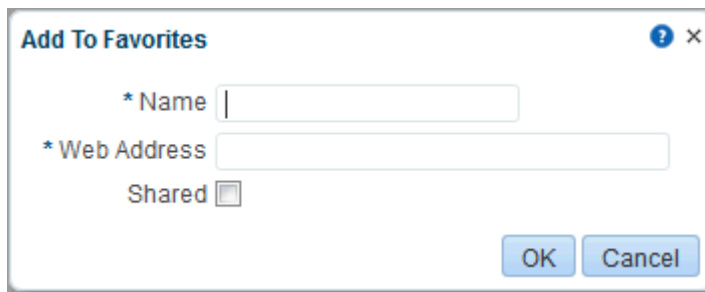 Add To Favorites ? ×
* Name
* Web Address
Shared
OK Cancel